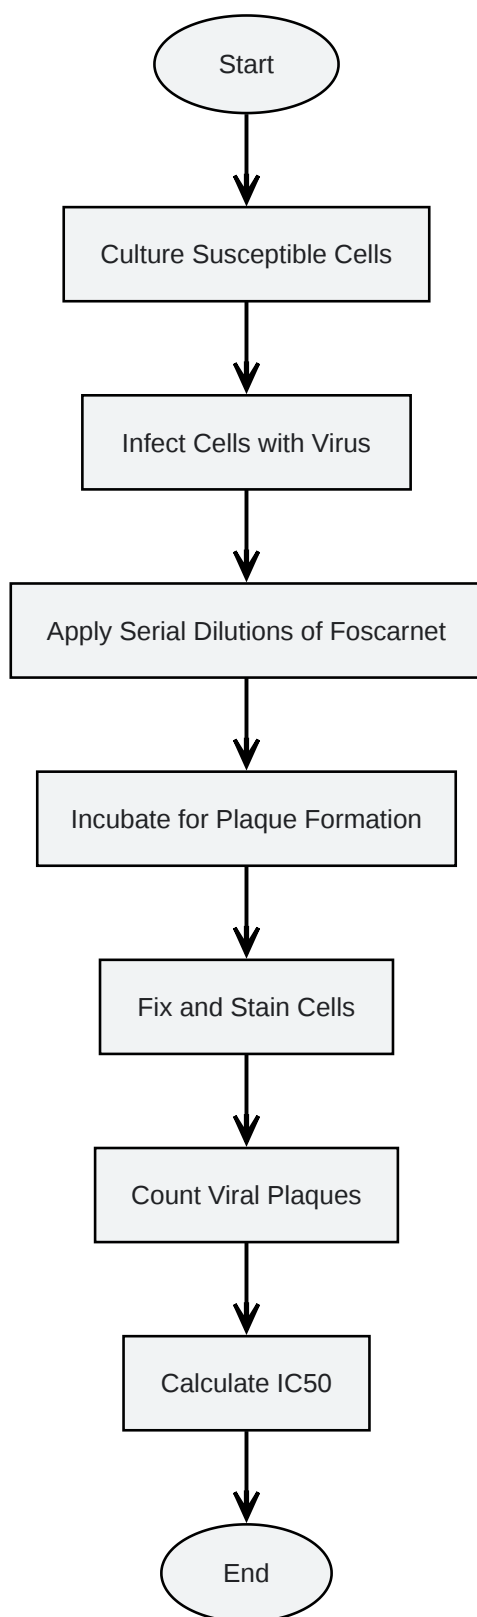 Start
Culture Susceptible Cells
Infect Cells with Virus
Apply Serial Dilutions of Foscarnet
Incubate for Plaque Formation
Fix and Stain Cells
Count Viral Plaques
Calculate IC50
End